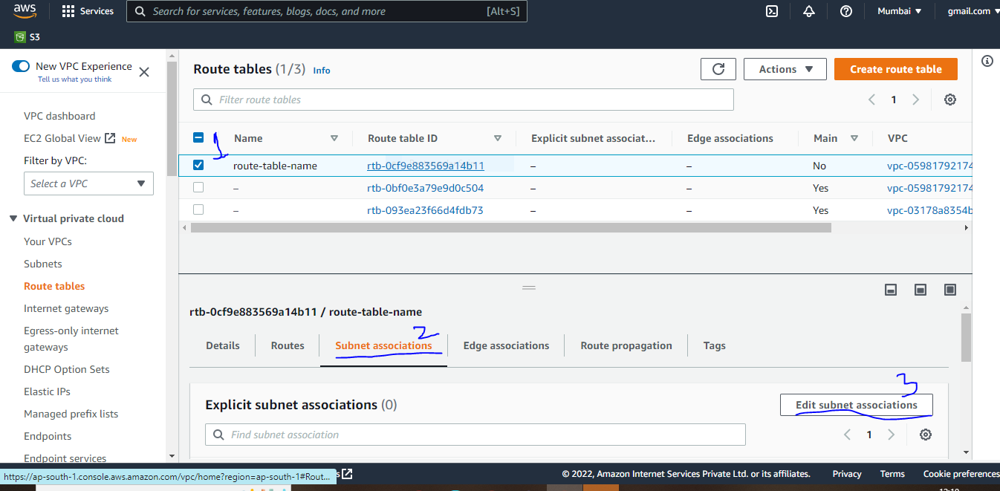 aws
Services
Search for services, features, blogs, docs, and more
[Alt+S]
Mumbai ▼
gmail.com
S3
New VPC Experience
Tell us what you think
VPC dashboard
EC2 Global View
New
Filter by VPC:
Select a VPC
Virtual private cloud
Your VPCs
Subnets
Route tables
Internet gateways
Egress-only internet
gateways
DHCP Option Sets
Elastic IPs
Managed prefix lists
Endpoints
Endpoint services
Route tables (1/3) Info
Actions ▼
Create route table
Filter route tables
1
1
Name
Route table ID
Explicit subnet associat...
Edge associations
Main
VPC
route-table-name rtb-0cf9e883569a14b11 – – No vpc-05981792174
– rtb-0bf0e3a79e9d0c504 – – Yes vpc-05981792174
– rtb-093ea23f66d4fdb73 – – Yes vpc-03178a8354b
rtb-0cf9e883569a14b11 / route-table-name
2
Details
Routes
Subnet associations
Edge associations
Route propagation
Tags
3
Explicit subnet associations (0)
Edit subnet associations
Find subnet association
1
https://ap-south-1.console.aws.amazon.com/vpc/home?region=ap-south-1#Rout...
© 2022, Amazon Internet Services Private Ltd. or its affiliates.
Privacy
Terms
Cookie preferences